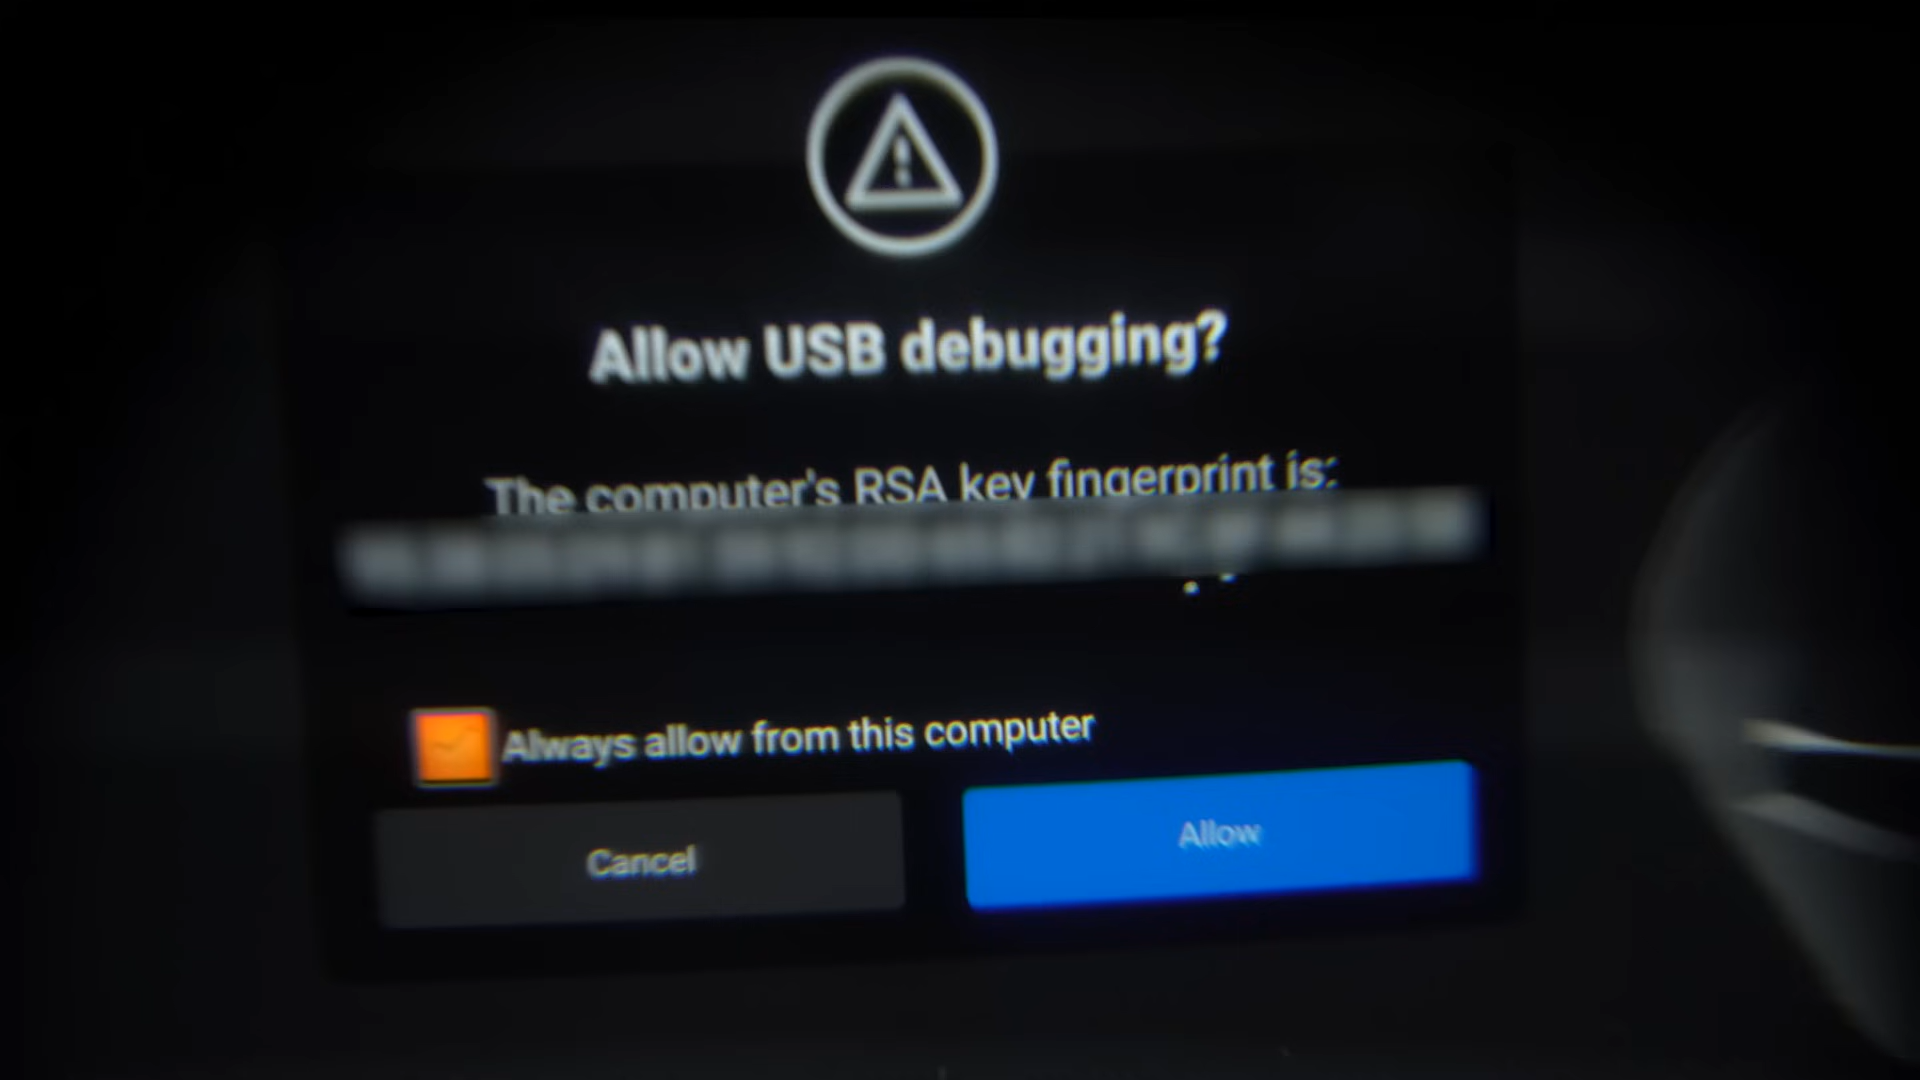 Allow USB debugging?
The computer's RSA key fingerprint is:
Always allow from this computer
Cancel
Allow